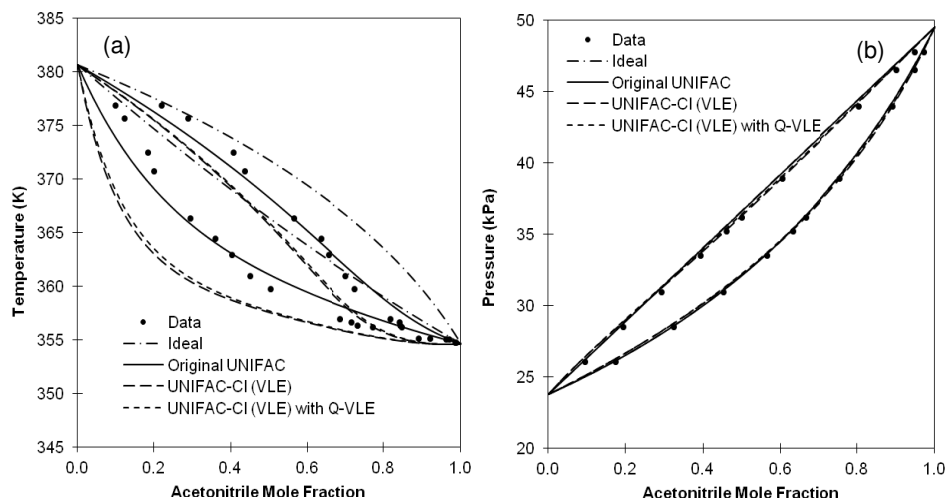 (a)
385
380
375
370
365
360
355
350
345
Temperature (K)
Data
Ideal
Original UNIFAC
UNIFAC-CI (VLE)
UNIFAC-CI (VLE) with Q-VLE
0.0 0.2 0.4 0.6 0.8 1.0
Acetonitrile Mole Fraction
(b)
50
45
40
35
30
25
20
Pressure (kPa)
Data
Ideal
Original UNIFAC
UNIFAC-CI (VLE)
UNIFAC-CI (VLE) with Q-VLE
0.0 0.2 0.4 0.6 0.8 1.0
Acetonitrile Mole Fraction